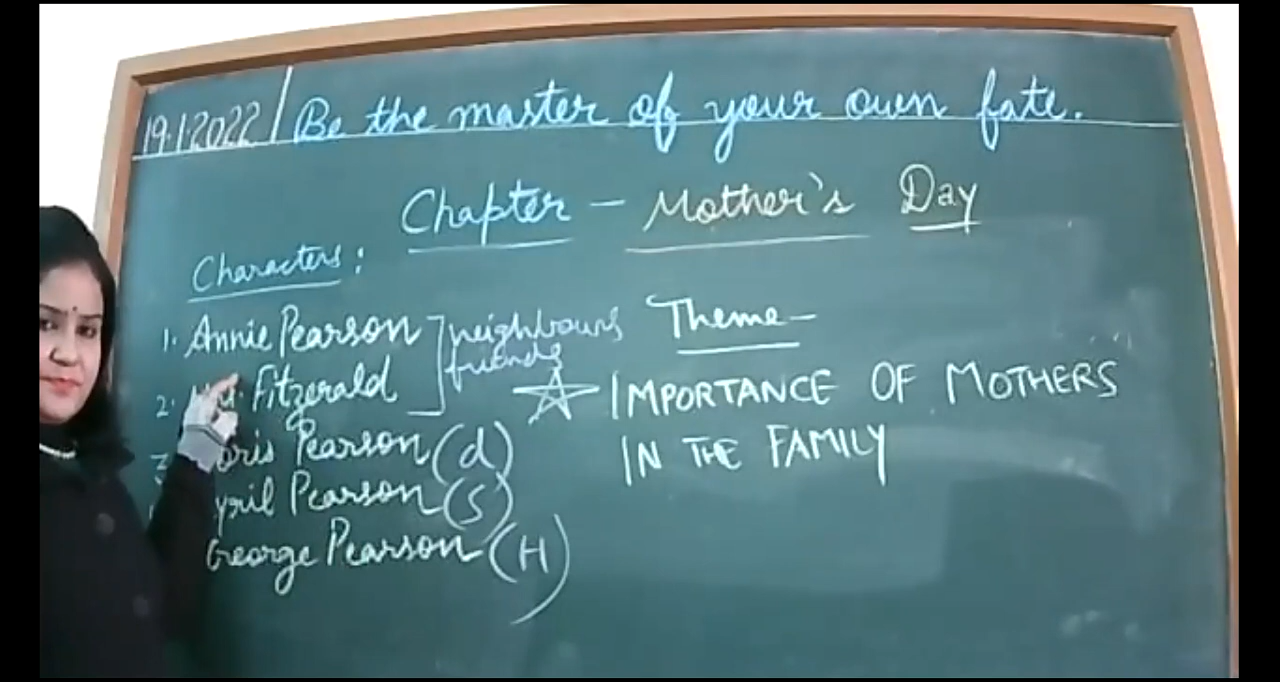 19.1.2022 Be the master of your own fate.
Chapter – Mother's Day
Characters :
1. Annie Pearson ] neighbours
friends
2. Fitzerald
Pearson (d)
Pearson (S)
George Pearson (H)
Theme –
☆ IMPORTANCE OF MOTHERS
IN THE FAMILY